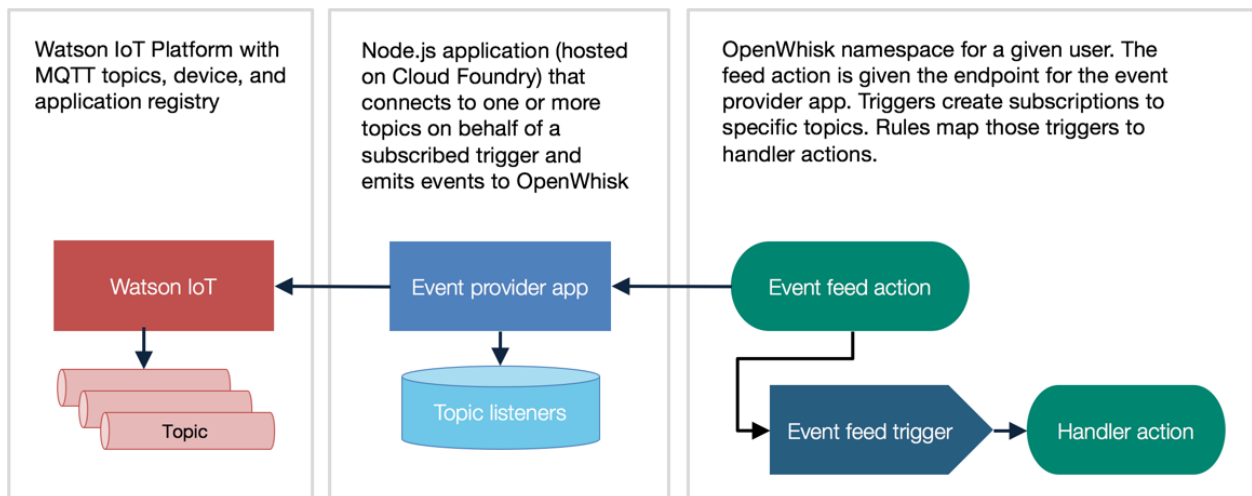 Watson IoT Platform with
MQTT topics, device, and
application registry
Node.js application (hosted
on Cloud Foundry) that
connects to one or more
topics on behalf of a
subscribed trigger and
emits events to OpenWhisk
OpenWhisk namespace for a given user. The
feed action is given the endpoint for the event
provider app. Triggers create subscriptions to
specific topics. Rules map those triggers to
handler actions.
Watson IoT
Event provider app
Event feed action
Topic
Topic listeners
Event feed trigger
Handler action